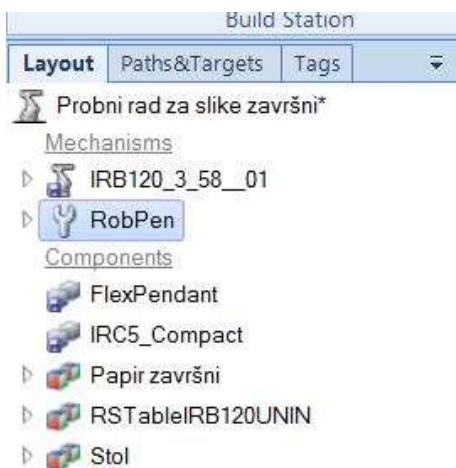 Build Station
Layout Paths&Targets Tags
Probni rad za slike završni*
Mechanisms
IRB120_3_58__01
RobPen
Components
FlexPendant
IRC5_Compact
Papir završni
RSTableIRB120UNIN
Stol